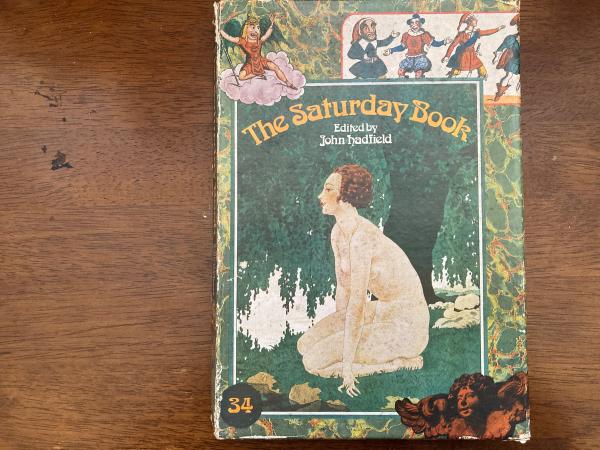 The Saturday Book
Edited by
John Hadfield
34